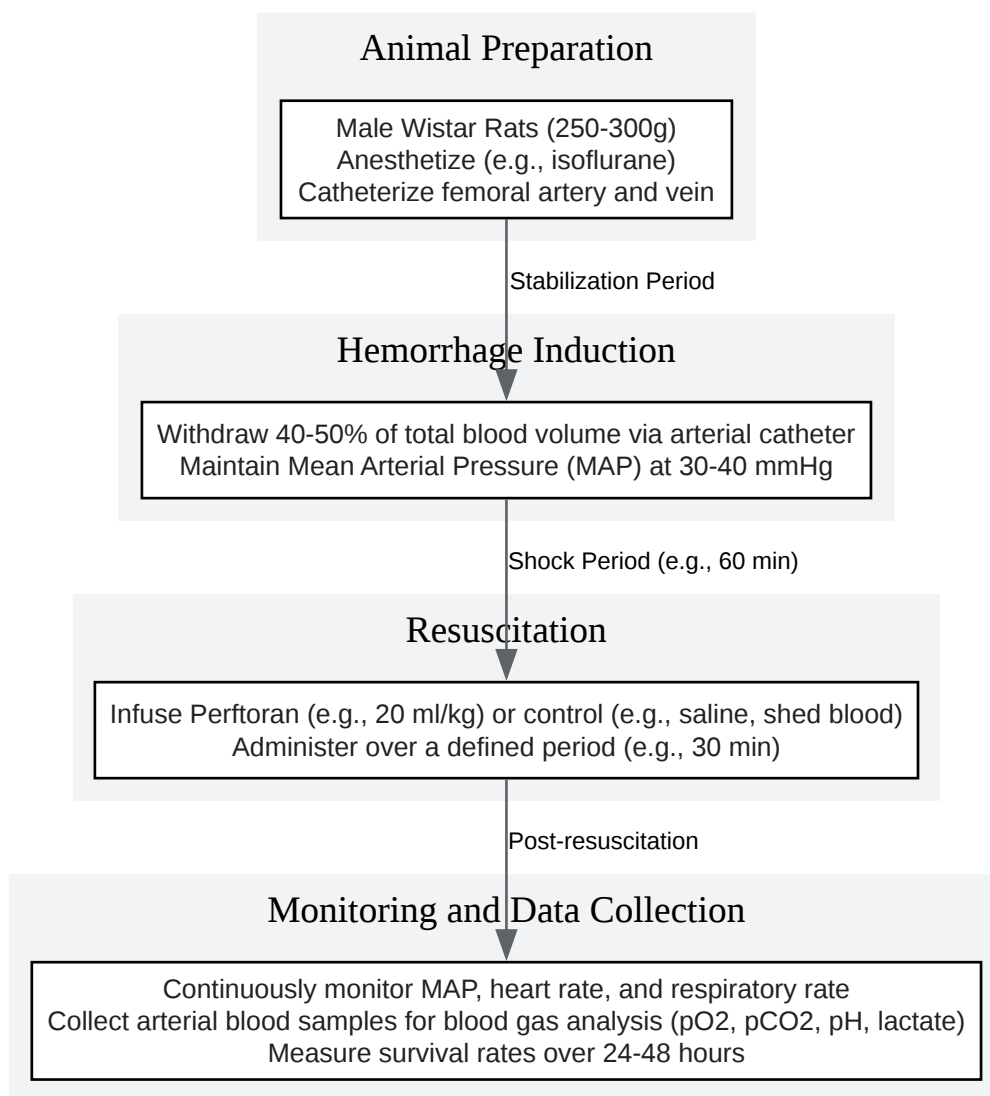 Animal Preparation
Male Wistar Rats (250-300g)
Anesthetize (e.g., isoflurane)
Catheterize femoral artery and vein
Stabilization Period
Hemorrhage Induction
Withdraw 40-50% of total blood volume via arterial catheter
Maintain Mean Arterial Pressure (MAP) at 30-40 mmHg
Shock Period (e.g., 60 min)
Resuscitation
Infuse Perftoran (e.g., 20 ml/kg) or control (e.g., saline, shed blood)
Administer over a defined period (e.g., 30 min)
Post-resuscitation
Monitoring and Data Collection
Continuously monitor MAP, heart rate, and respiratory rate
Collect arterial blood samples for blood gas analysis (pO2, pCO2, pH, lactate)
Measure survival rates over 24-48 hours